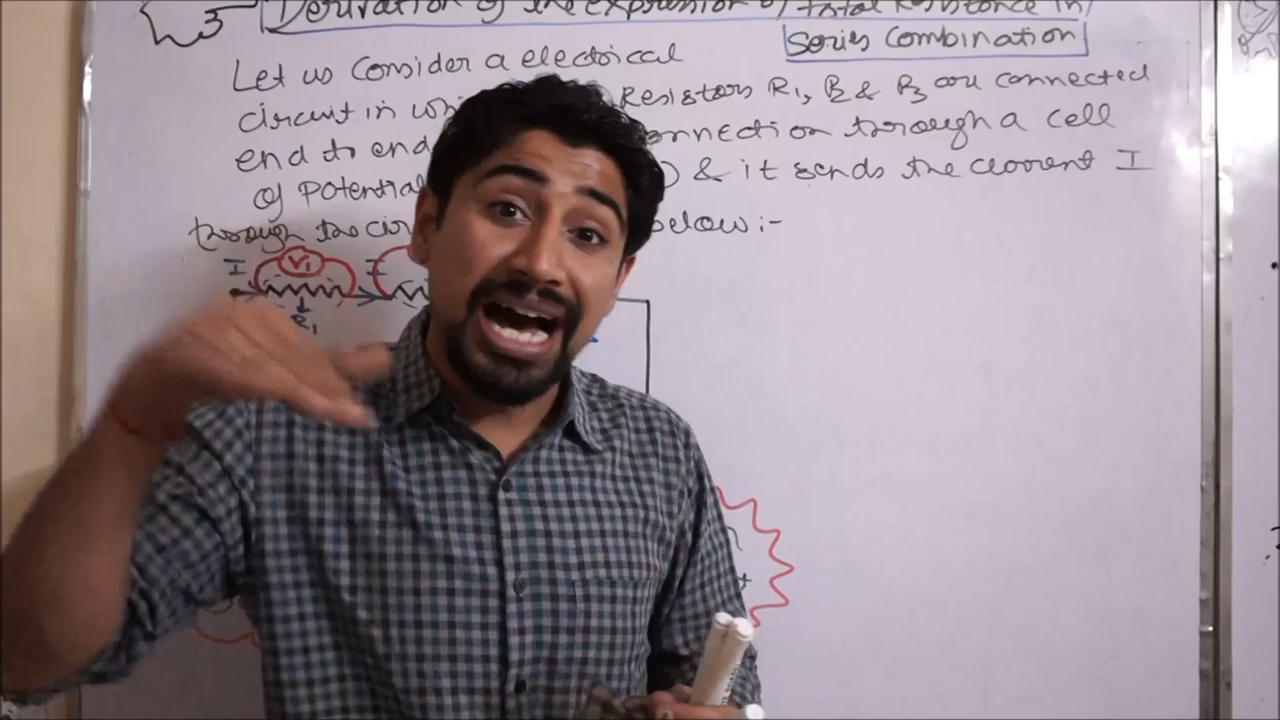 3
Derivation of the expression of total Resistance in
Series Combination
Let us consider a electrical
circuit in Resistors R1, R2 & R3 are connected
end to end connection through a cell
of Potential & it sends the current I
through the below :-
I V1 I
R1